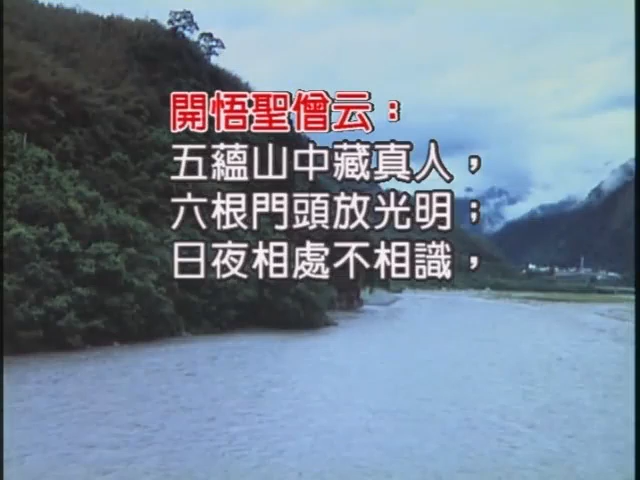 開悟聖僧云：
五蘊山中藏真人，
六根門頭放光明；
日夜相處不相識，